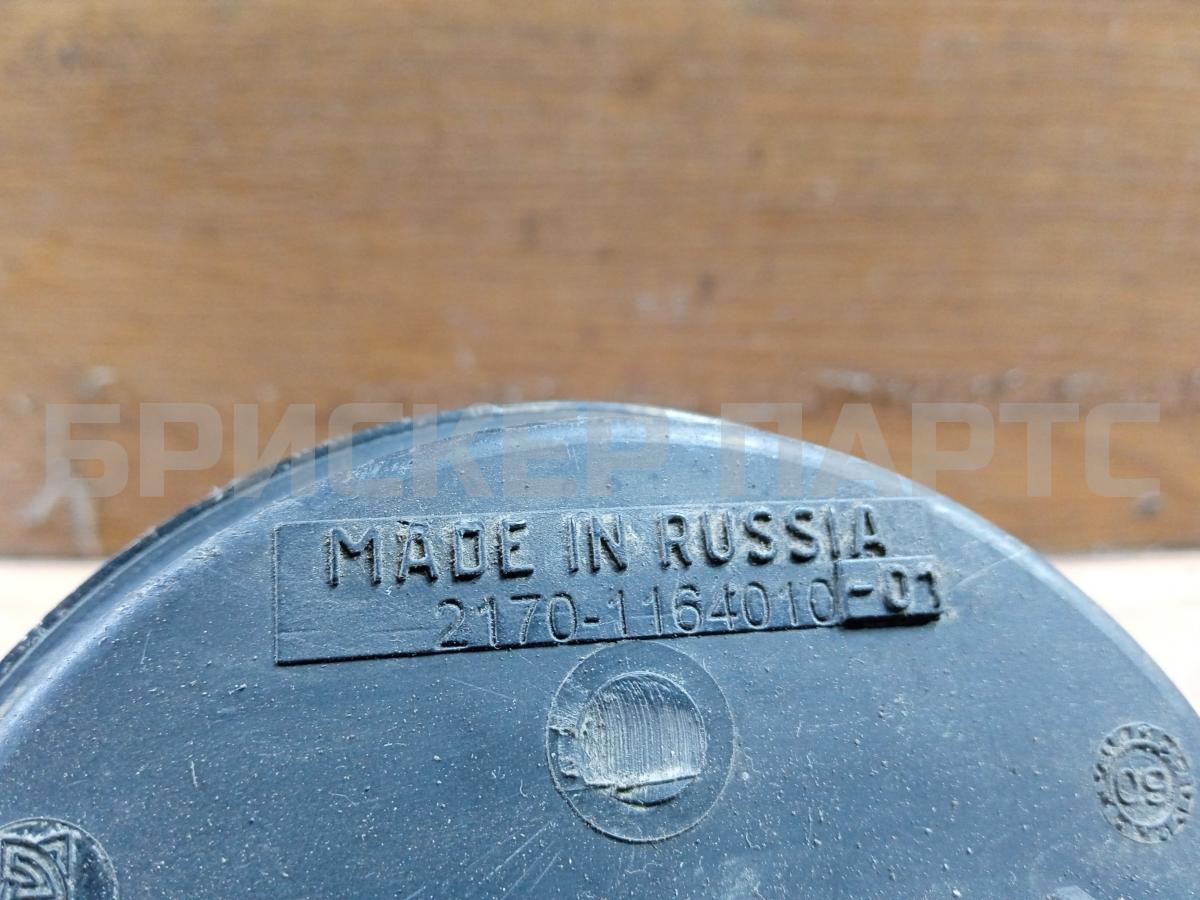 БРИСКЕР ПАРТС
MADE IN RUSSIA
2170-1164010-01
09